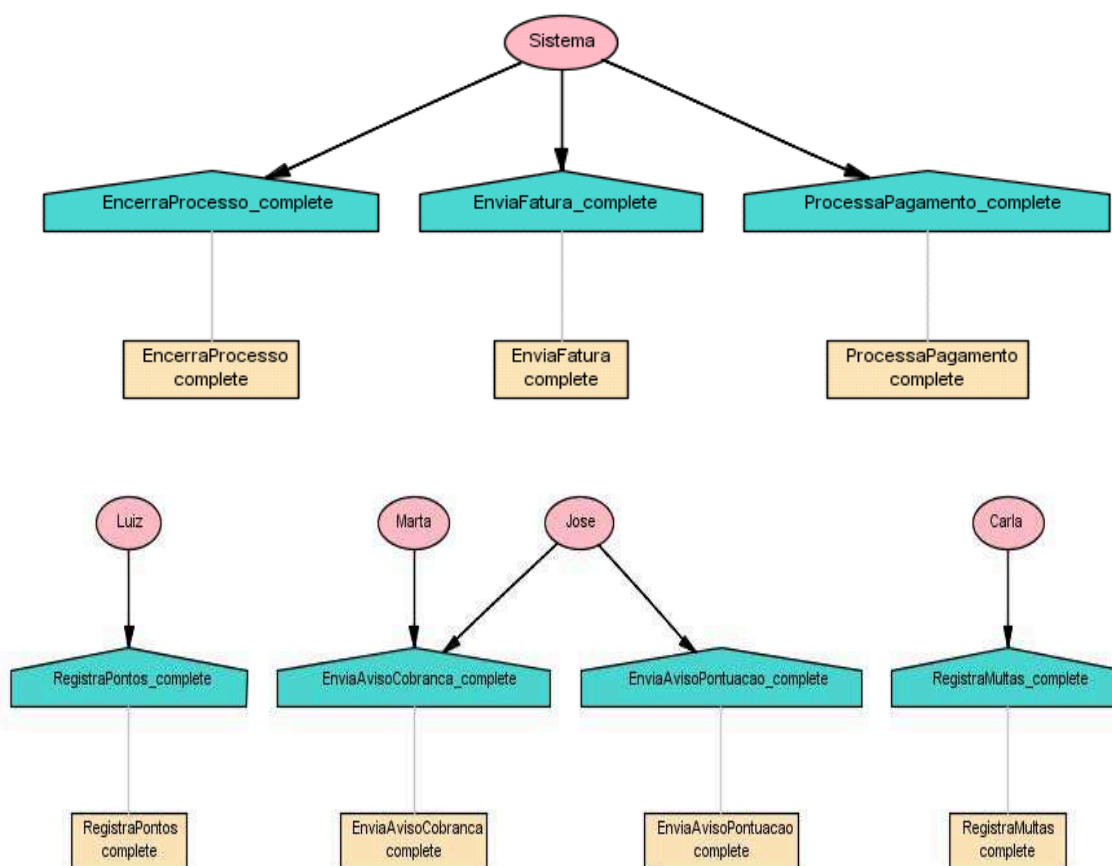 Sistema
EncerraProcesso_complete
EnviaFatura_complete
ProcessaPagamento_complete
EncerraProcesso
complete
EnviaFatura
complete
ProcessaPagamento
complete
Luiz
Marta
Jose
Carla
RegistraPontos_complete
EnviaAvisoCobranca_complete
EnviaAvisoPontuacao_complete
RegistraMultas_complete
RegistraPontos
complete
EnviaAvisoCobranca
complete
EnviaAvisoPontuacao
complete
RegistraMultas
complete